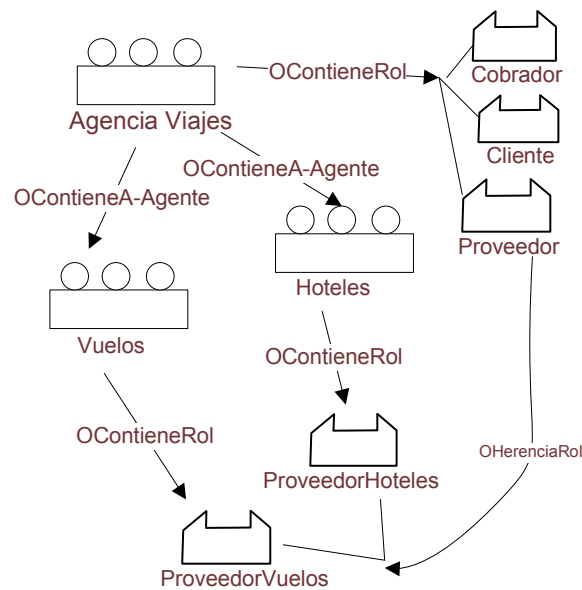 OContieneRol
Cobrador
Agencia Viajes
Cliente
OContieneA-Agente
OContieneA-Agente
Proveedor
Hoteles
Vuelos
OContieneRol
OContieneRol
OHerenciaRol
ProveedorHoteles
ProveedorVuelos